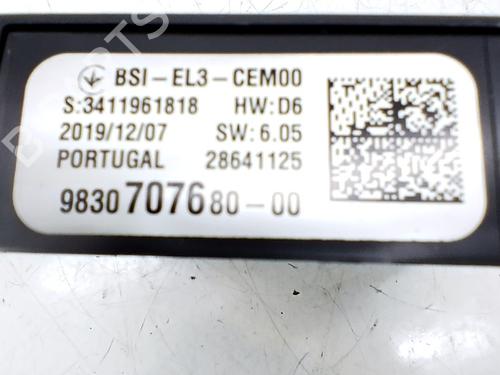 BSI-EL3-CEM00
S:3411961818 HW:D6
2019/12/07 SW:6.05
PORTUGAL 28641125
9830707680-00